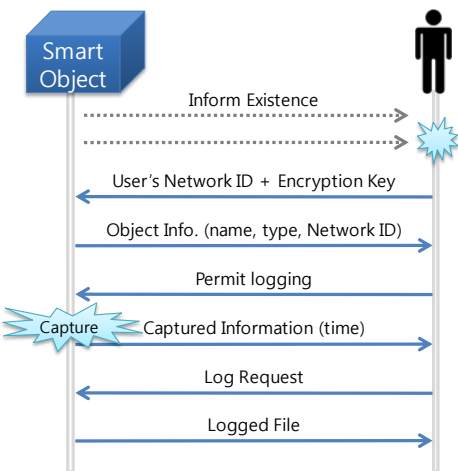 Smart
Object
Inform Existence
User's Network ID + Encryption Key
Object Info. (name, type, Network ID)
Permit logging
Capture
Captured Information (time)
Log Request
Logged File